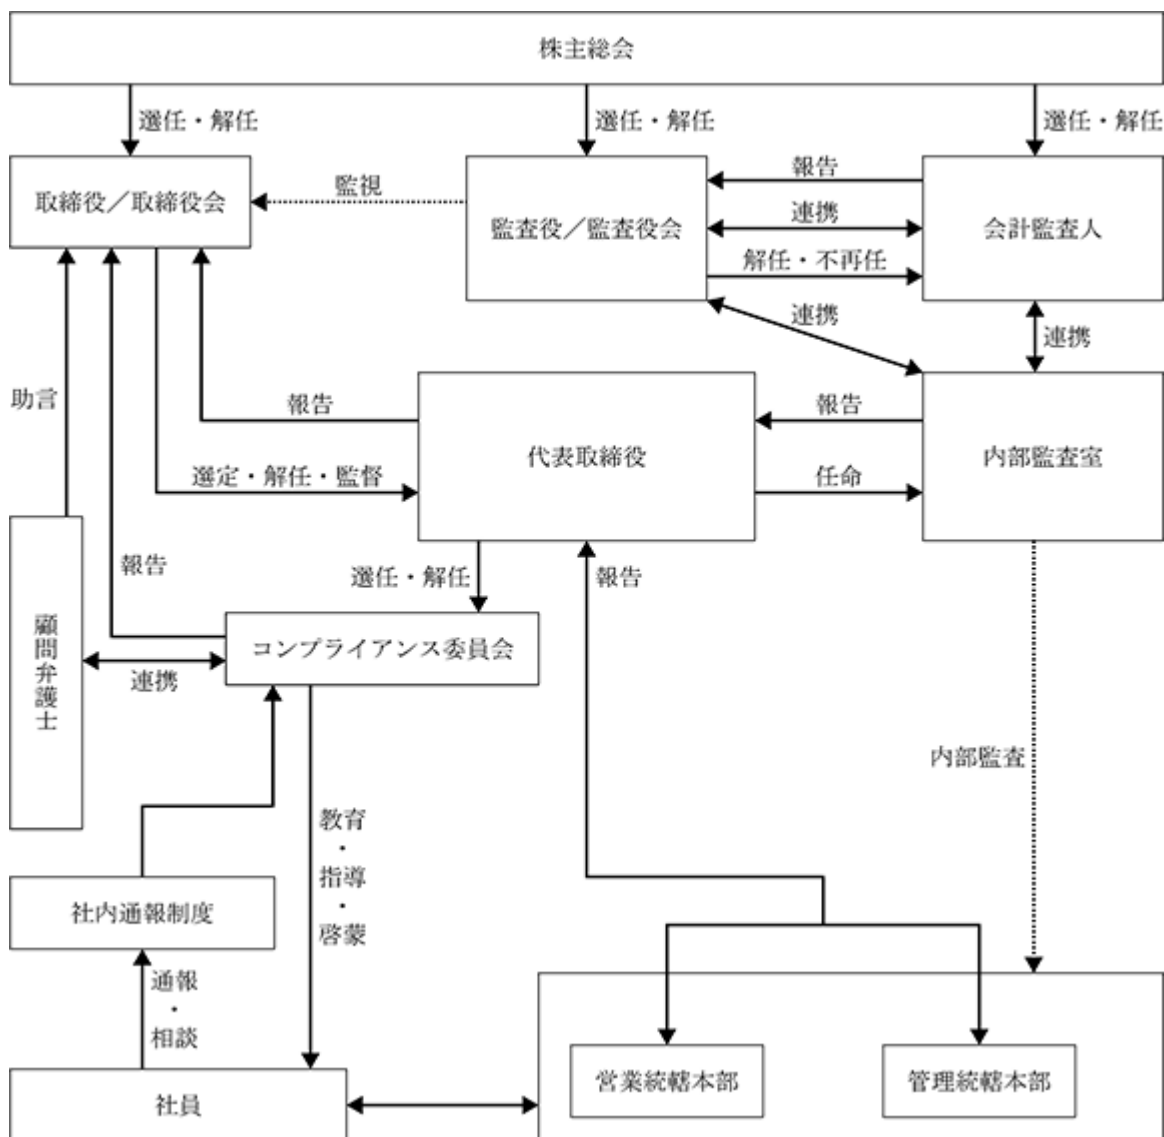 株主総会
選任・解任
選任・解任
選任・解任
取締役／取締役会
監視
監査役／監査役会
報告
連携
解任・不再任
会計監査人
連携
連携
助言
報告
選定・解任・監督
代表取締役
報告
任命
内部監査室
報告
選任・解任
報告
顧問弁護士
連携
コンプライアンス委員会
内部監査
教育・指導・啓蒙
社内通報制度
通報・相談
社員
営業統轄本部
管理統轄本部